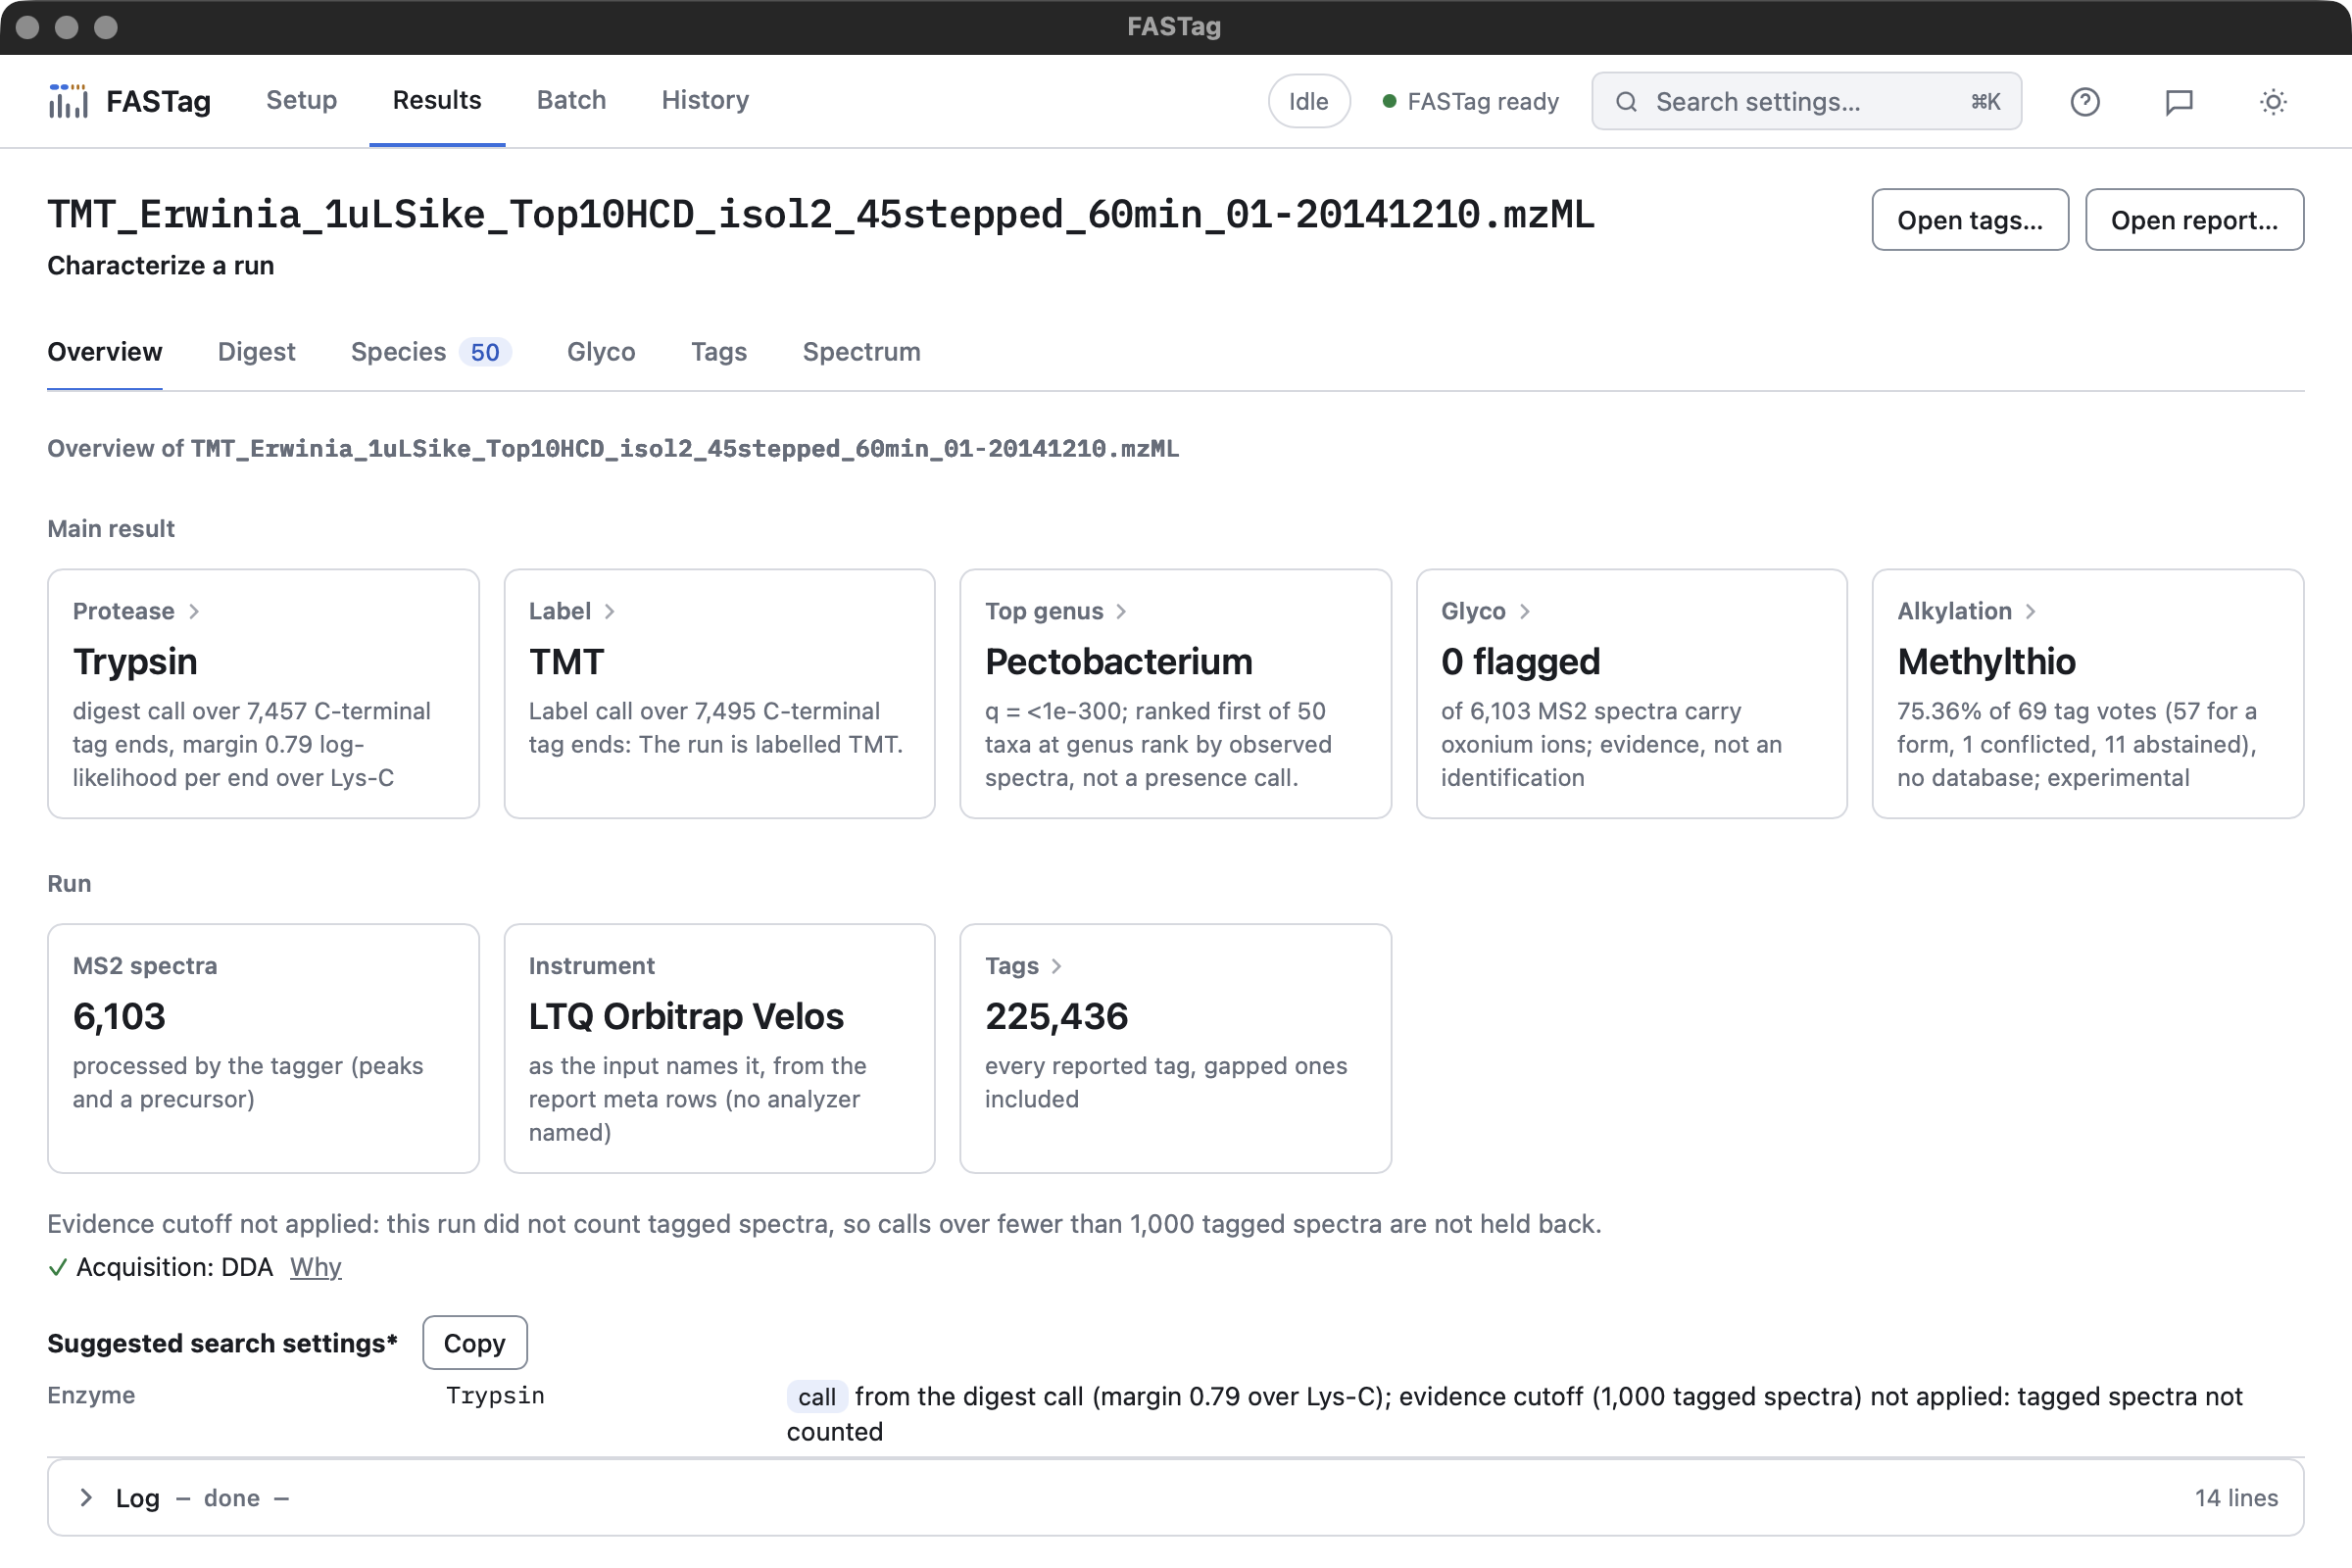 FASTag
FASTag
Setup
Results
Batch
History
Idle
FASTag ready
Search settings...
⌘K
TMT_Erwinia_1uLSike_Top10HCD_isol2_45stepped_60min_01-20141210.mzML
Open tags...
Open report...
Characterize a run
Overview
Digest
Species 50
Glyco
Tags
Spectrum
Overview of TMT_Erwinia_1uLSike_Top10HCD_isol2_45stepped_60min_01-20141210.mzML
Main result
Protease
Trypsin
digest call over 7,457 C-terminal
tag ends, margin 0.79 log-
likelihood per end over Lys-C
Label
TMT
Label call over 7,495 C-terminal
tag ends: The run is labelled TMT.
Top genus
Pectobacterium
q = <1e-300; ranked first of 50
taxa at genus rank by observed
spectra, not a presence call.
Glyco
0 flagged
of 6,103 MS2 spectra carry
oxonium ions; evidence, not an
identification
Alkylation
Methylthio
75.36% of 69 tag votes (57 for a
form, 1 conflicted, 11 abstained),
no database; experimental
Run
MS2 spectra
6,103
processed by the tagger (peaks
and a precursor)
Instrument
LTQ Orbitrap Velos
as the input names it, from the
report meta rows (no analyzer
named)
Tags
225,436
every reported tag, gapped ones
included
Evidence cutoff not applied: this run did not count tagged spectra, so calls over fewer than 1,000 tagged spectra are not held back.
✓ Acquisition: DDA Why
Suggested search settings*
Copy
Enzyme
Trypsin
call from the digest call (margin 0.79 over Lys-C); evidence cutoff (1,000 tagged spectra) not applied: tagged spectra not
counted
Log – done –
14 lines